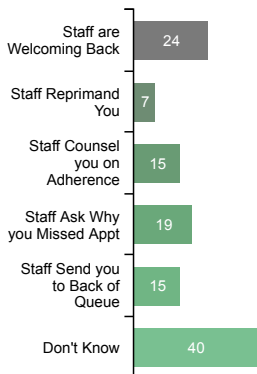 Staff are
Welcoming Back
24
Staff Reprimand
You
7
Staff Counsel
you on
Adherence
15
Staff Ask Why
you Missed Appt
19
Staff Send you
to Back of
Queue
15
Don't Know
40